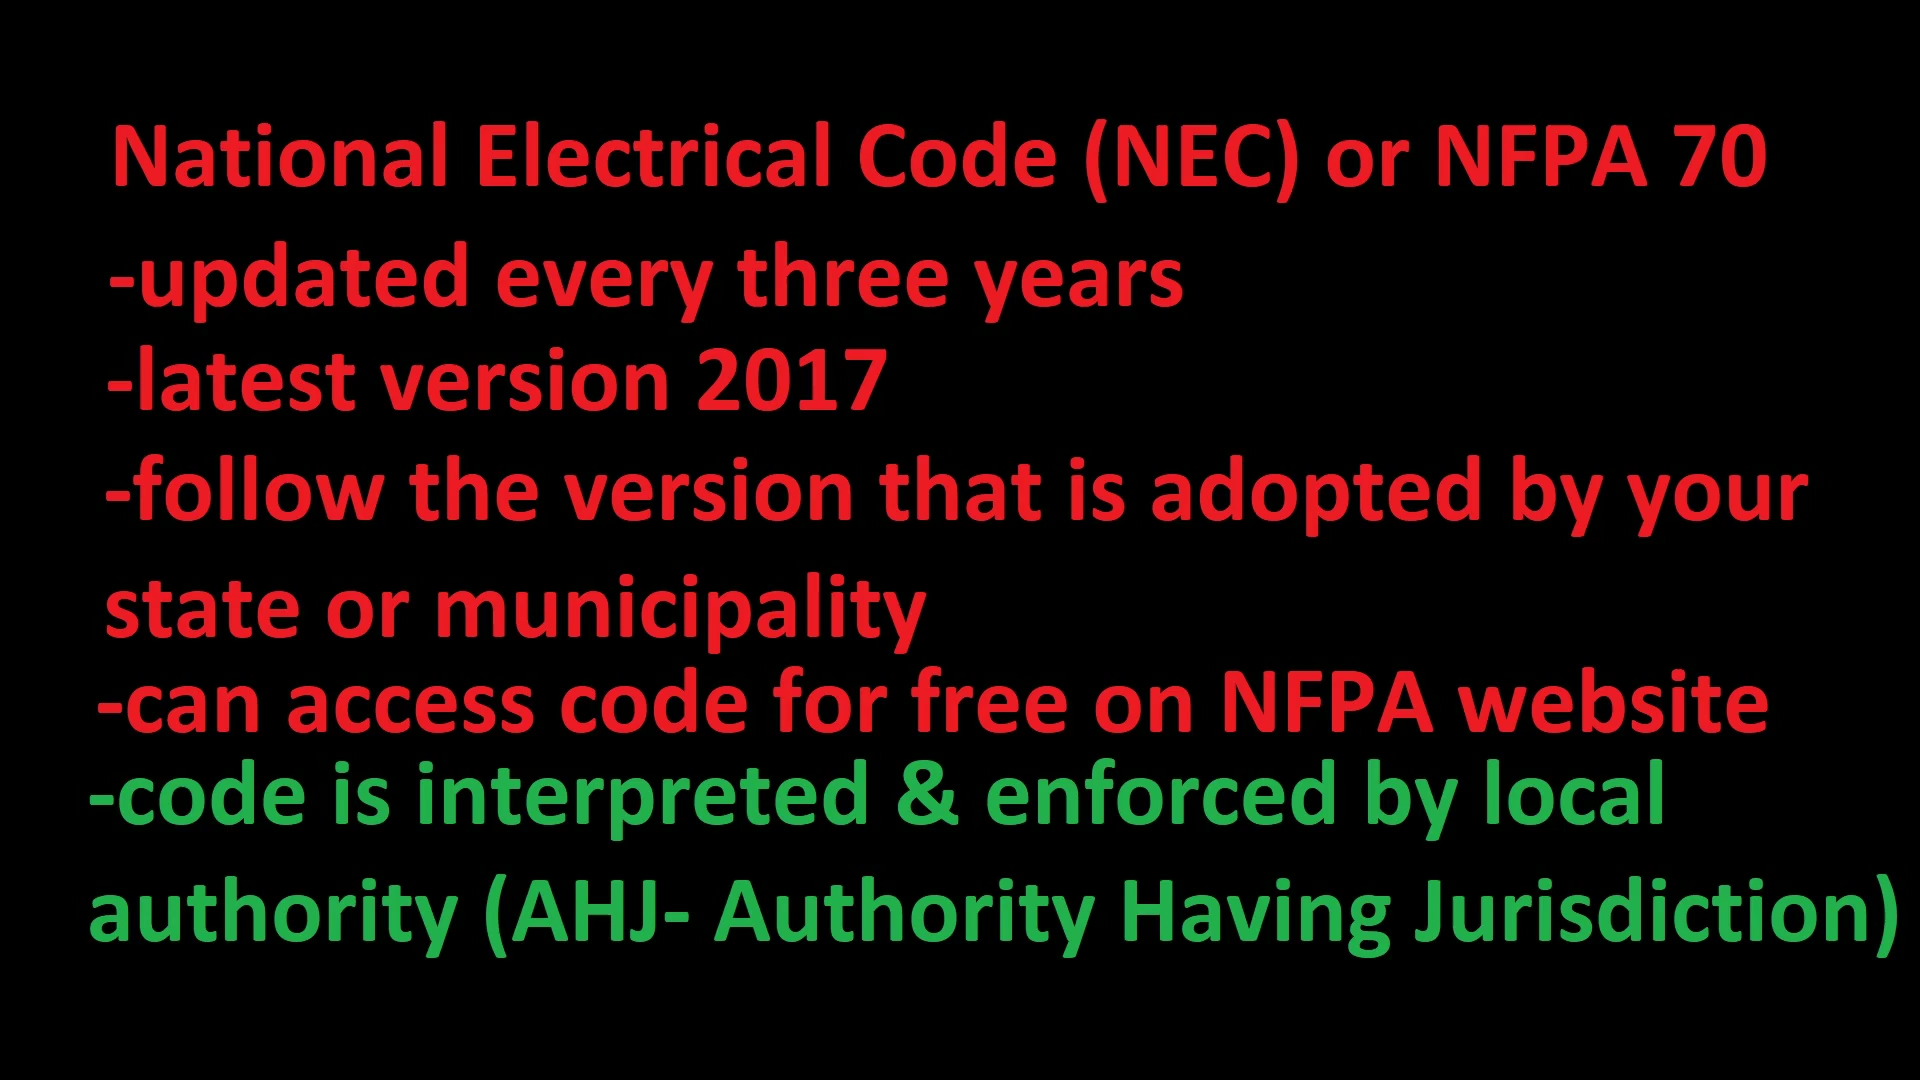 National Electrical Code (NEC) or NFPA 70
-updated every three years
-latest version 2017
-follow the version that is adopted by your
state or municipality
-can access code for free on NFPA website
-code is interpreted & enforced by local
authority (AHJ- Authority Having Jurisdiction)